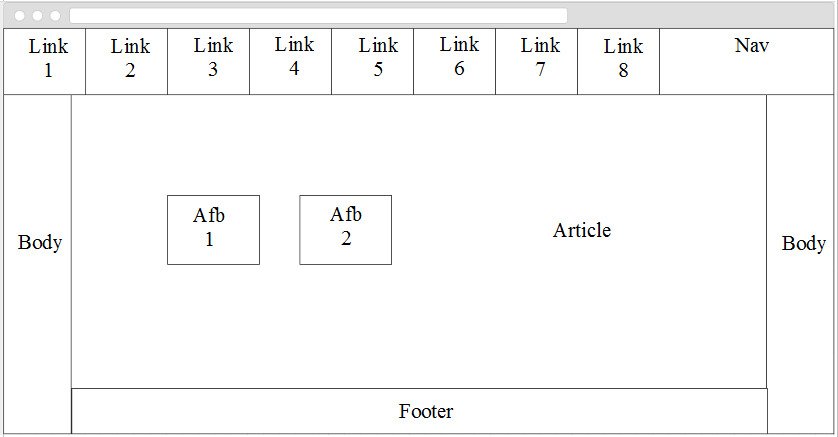 Link
1
Link
2
Link
3
Link
4
Link
5
Link
6
Link
7
Link
8
Nav
Body
Afb
1
Afb
2
Article
Body
Footer